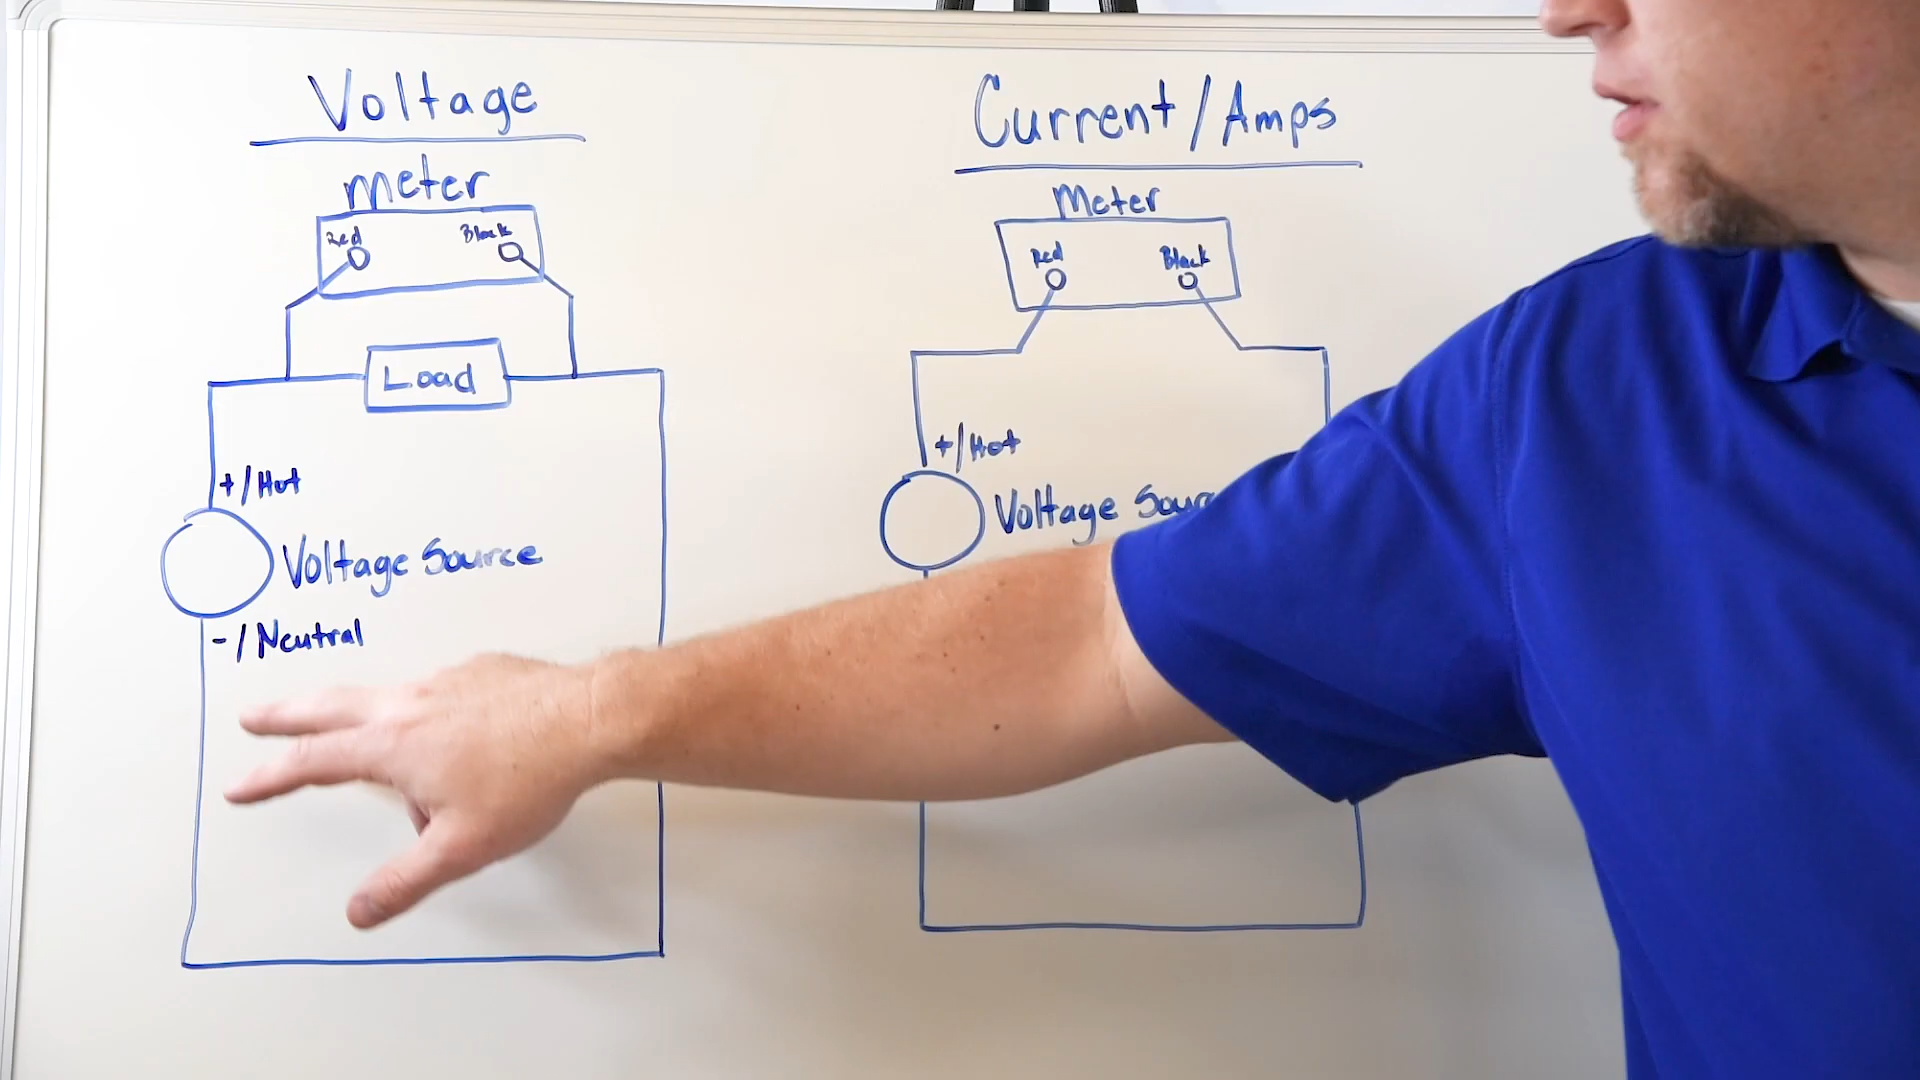 Voltage
meter
Red
Black
Load
+/Hot
Voltage Source
-/Neutral
Current/Amps
Meter
Red
Black
+/Hot
Voltage